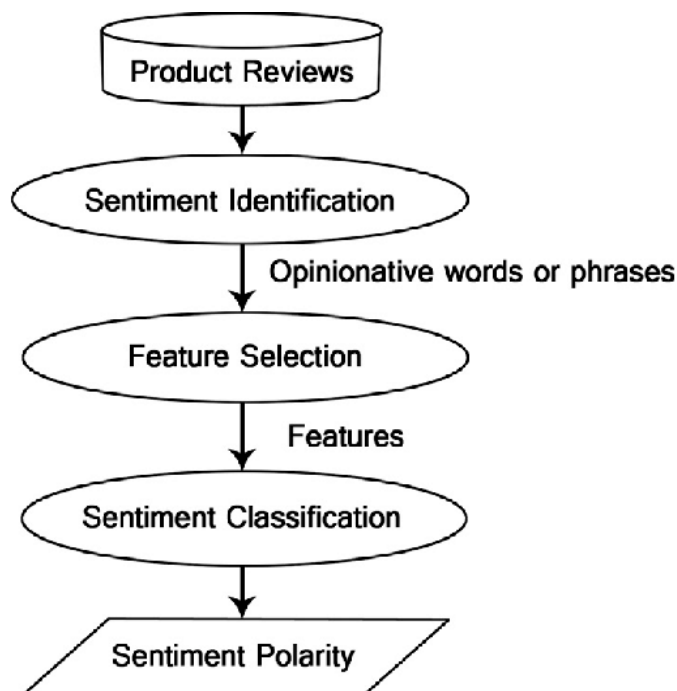 Product Reviews
Sentiment Identification
Opinionative words or phrases
Feature Selection
Features
Sentiment Classification
Sentiment Polarity